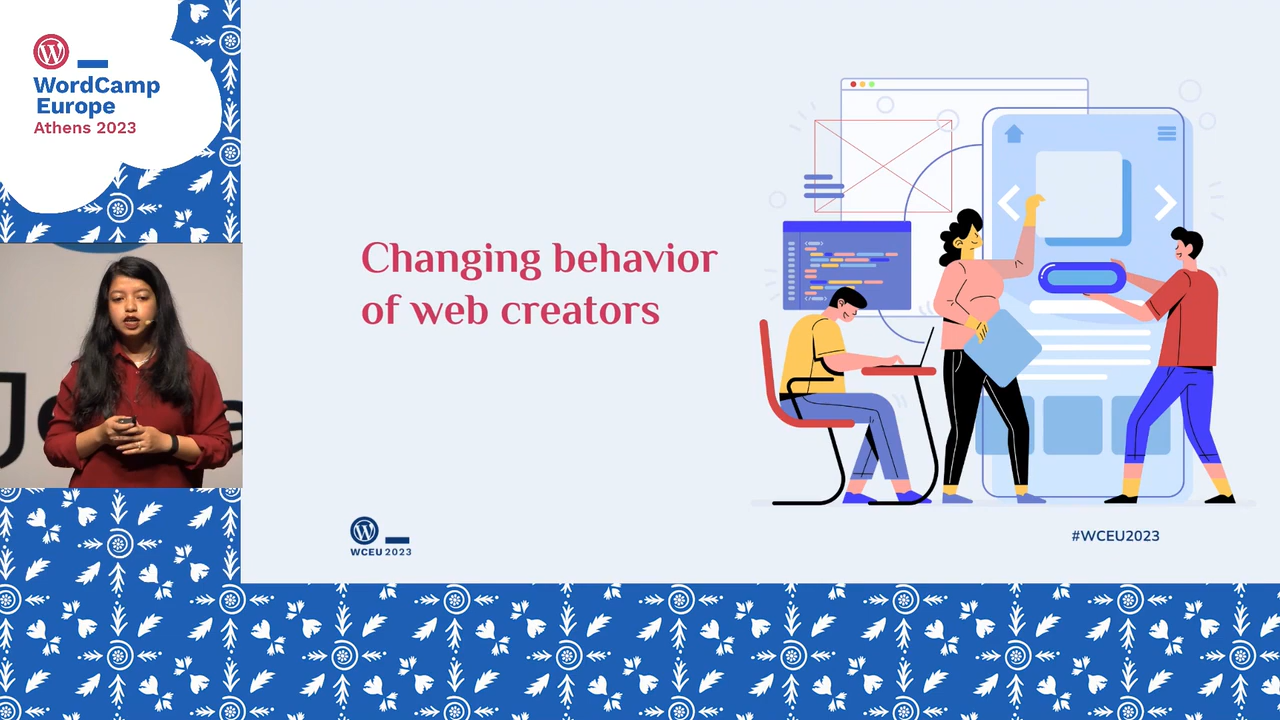 WordCamp
Europe
Athens 2023
Changing behavior
of web creators
WCEU 2023
#WCEU2023